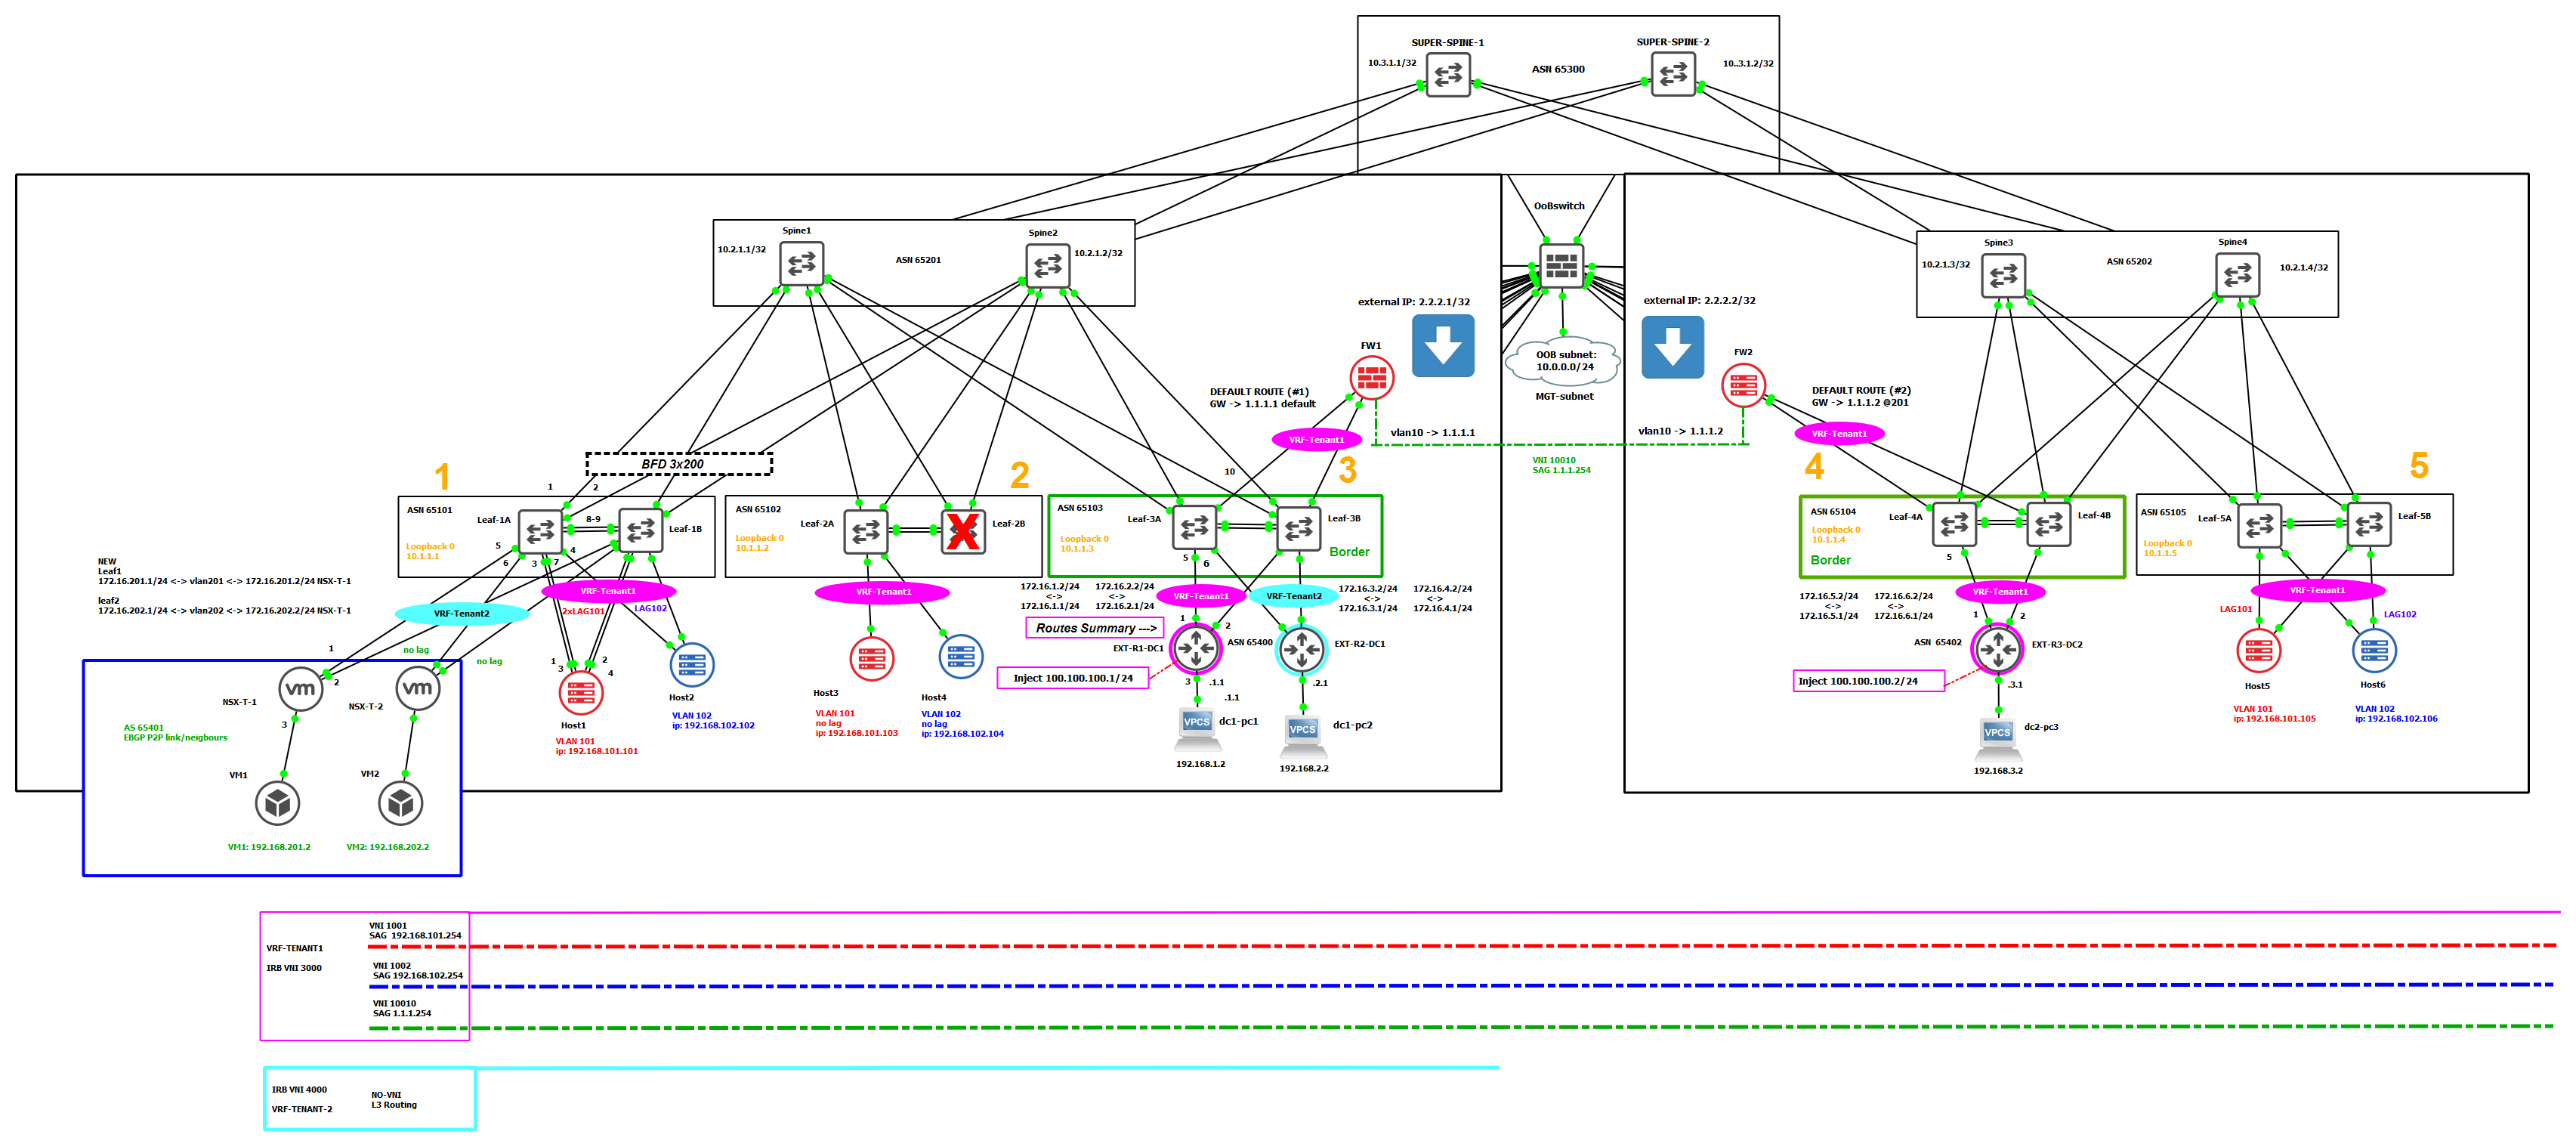 SUPER-SPINE-1
SUPER-SPINE-2
10.3.1.1/32
ASN 65300
10..3.1.2/32
OoBswitch
Spine1
10.2.1.1/32
ASN 65201
Spine2
10.2.1.2/32
Spine3
10.2.1.3/32
ASN 65202
Spine4
10.2.1.4/32
external IP: 2.2.2.1/32
external IP: 2.2.2.2/32
FW1
OOB subnet:
10.0.0.0/24
MGT-subnet
FW2
DEFAULT ROUTE (#1)
GW -> 1.1.1.1 default
DEFAULT ROUTE (#2)
GW -> 1.1.1.2 @201
VRF-Tenant1
vlan10 -> 1.1.1.1
vlan10 -> 1.1.1.2
VRF-Tenant1
VNI 10010
SAG 1.1.1.254
BFD 3x200
1
2
3
4
5
1
2
10
ASN 65101
Leaf-1A
8-9
Leaf-1B
Loopback 0
10.1.1.1
5
6
3
7
4
ASN 65102
Leaf-2A
X
Leaf-2B
Loopback 0
10.1.1.2
ASN 65103
Leaf-3A
Leaf-3B
Loopback 0
10.1.1.3
Border
5
6
ASN 65104
Leaf-4A
Leaf-4B
Loopback 0
10.1.1.4
Border
5
ASN 65105
Leaf-5A
Leaf-5B
Loopback 0
10.1.1.5
NEW
Leaf1
172.16.201.1/24 <-> vlan201 <-> 172.16.201.2/24 NSX-T-1
leaf2
172.16.202.1/24 <-> vlan202 <-> 172.16.202.2/24 NSX-T-1
VRF-Tenant2
VRF-Tenant1
2xLAG101
LAG102
VRF-Tenant1
172.16.1.2/24
<->
172.16.1.1/24
172.16.2.2/24
<->
172.16.2.1/24
VRF-Tenant1
VRF-Tenant2
172.16.3.2/24
<->
172.16.3.1/24
172.16.4.2/24
<->
172.16.4.1/24
172.16.5.2/24
<->
172.16.5.1/24
172.16.6.2/24
<->
172.16.6.1/24
VRF-Tenant1
VRF-Tenant1
LAG101
LAG102
1
2
no lag
no lag
1
3
2
4
Routes Summary --->
1
2
ASN 65400
EXT-R1-DC1
EXT-R2-DC1
Inject 100.100.100.1/24
3
.1.1
.1.1
.2.1
1
2
ASN 65402
EXT-R3-DC2
Inject 100.100.100.2/24
.3.1
NSX-T-1
NSX-T-2
3
AS 65401
EBGP P2P link/neigbours
Host1
VLAN 101
ip: 192.168.101.101
Host2
VLAN 102
ip: 192.168.102.102
Host3
VLAN 101
no lag
ip: 192.168.101.103
Host4
VLAN 102
no lag
ip: 192.168.102.104
VPCS
dc1-pc1
192.168.1.2
VPCS
dc1-pc2
192.168.2.2
VPCS
dc2-pc3
192.168.3.2
Host5
VLAN 101
ip: 192.168.101.105
Host6
VLAN 102
ip: 192.168.102.106
vm
vm
VM1
VM2
VM1: 192.168.201.2
VM2: 192.168.202.2
VRF-TENANT1
IRB VNI 3000
VNI 1001
SAG 192.168.101.254
VNI 1002
SAG 192.168.102.254
VNI 10010
SAG 1.1.1.254
IRB VNI 4000
VRF-TENANT-2
NO-VNI
L3 Routing